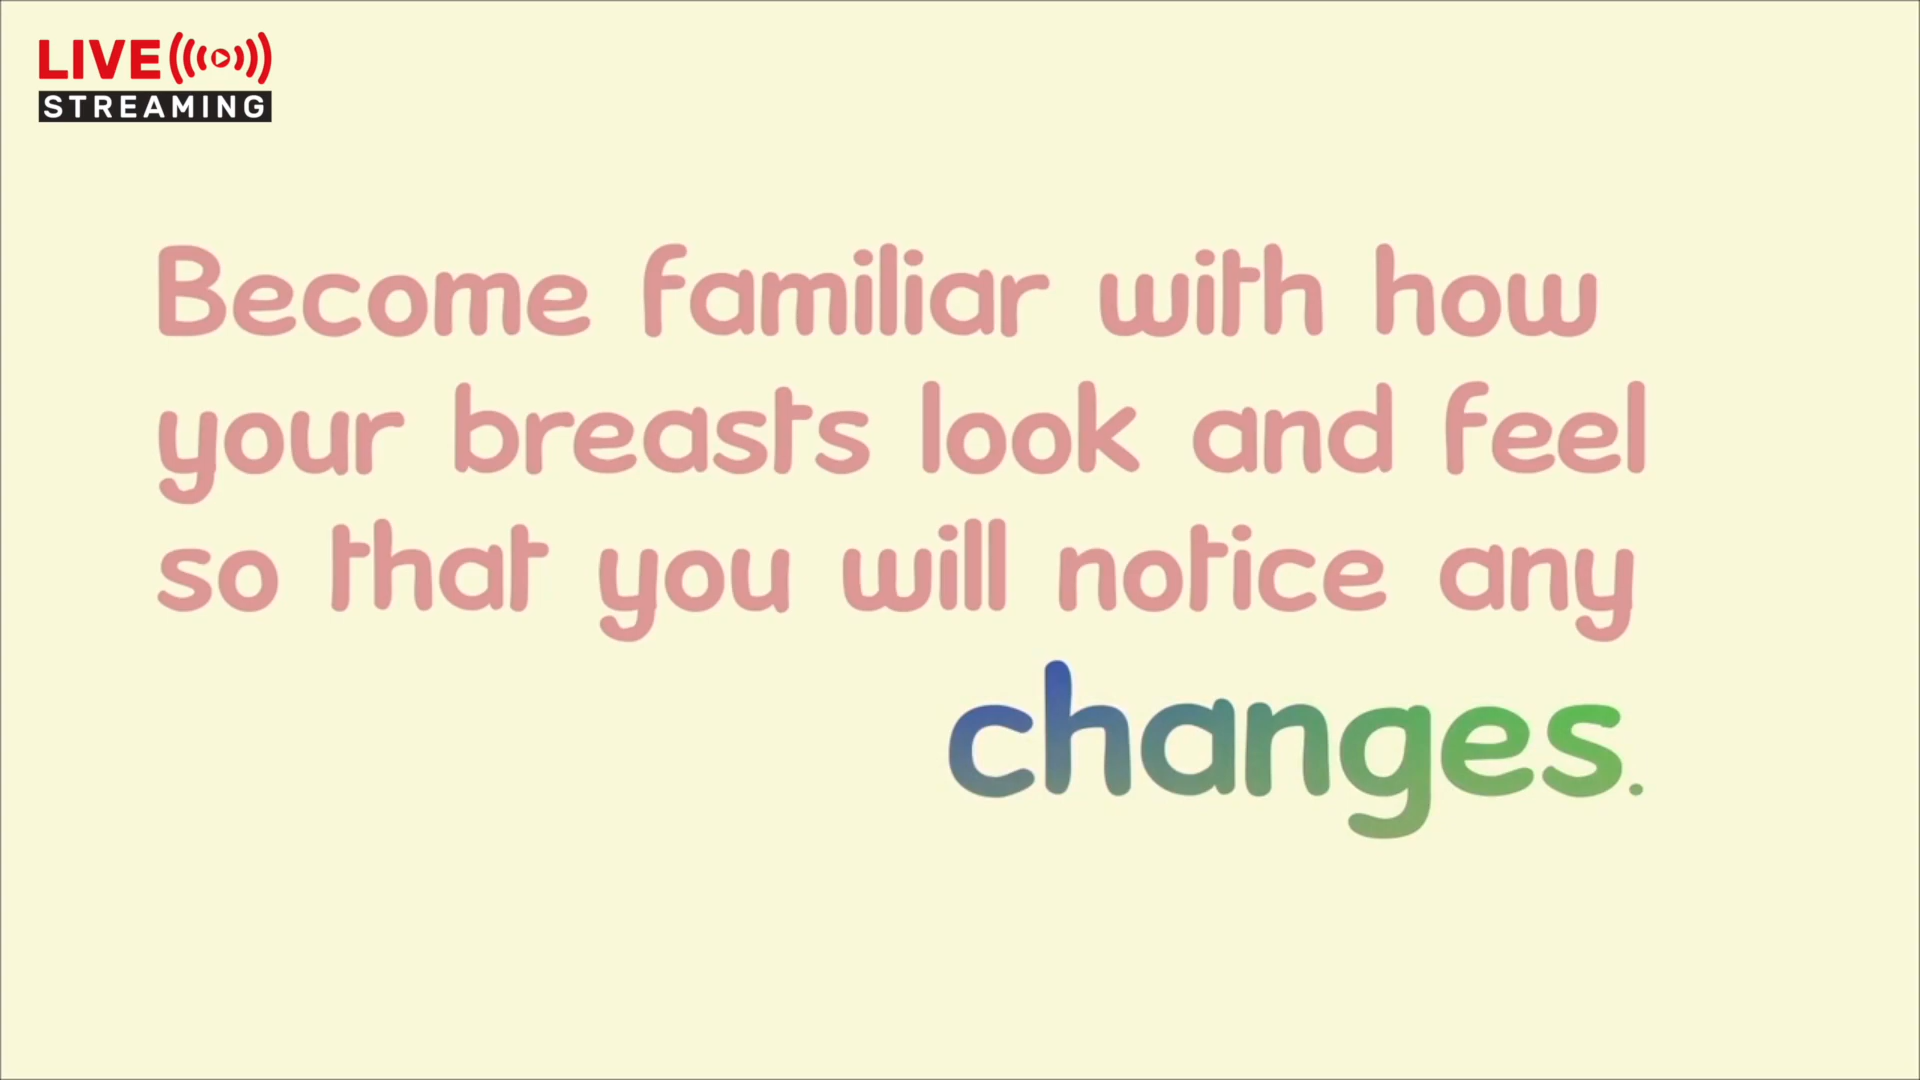 LIVE
STREAMING
Become familiar with how
your breasts look and feel
so that you will notice any
changes.